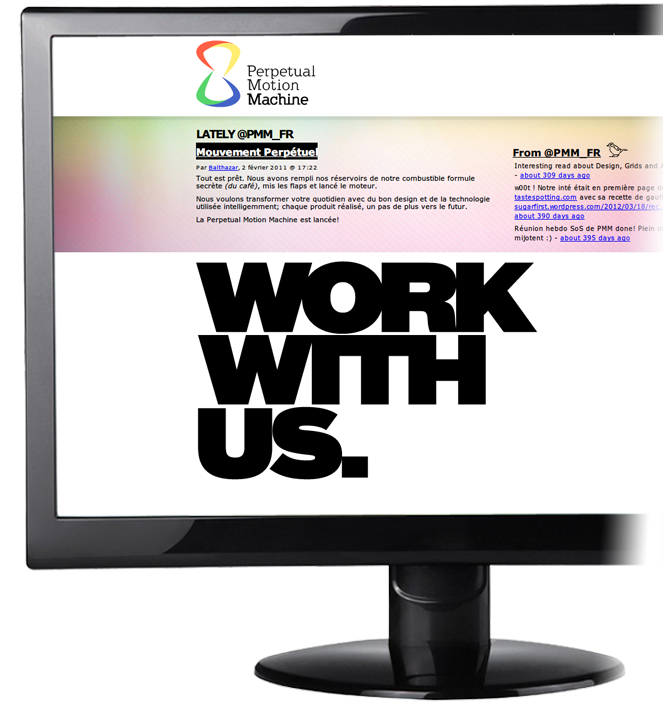 Perpetual
Motion
Machine
LATELY @PMM_FR
Mouvement Perpétuel
Par Balthazar, 2 février 2011 @ 17:22
Tout est prêt. Nous avons rempli nos réservoirs de notre combustible formule
secrète (du café), mis les flaps et lancé le moteur.
Nous voulons transformer votre quotidien avec du bon design et de la technologie
utilisée intelligemment; chaque produit réalisé, un pas de plus vers le futur.
La Perpetual Motion Machine est lancée!
From @PMM_FR
Interesting read about Design, Grids and
- about 309 days ago
w00t ! Notre inté était en première page
tastespotting.com avec sa recette de
sugarfirst.wordpress.com/2012/03/18/
about 390 days ago
Réunion hebdo SoS de PMM done! Plein
mijotent :) - about 395 days ago
WORK
WITH
US.